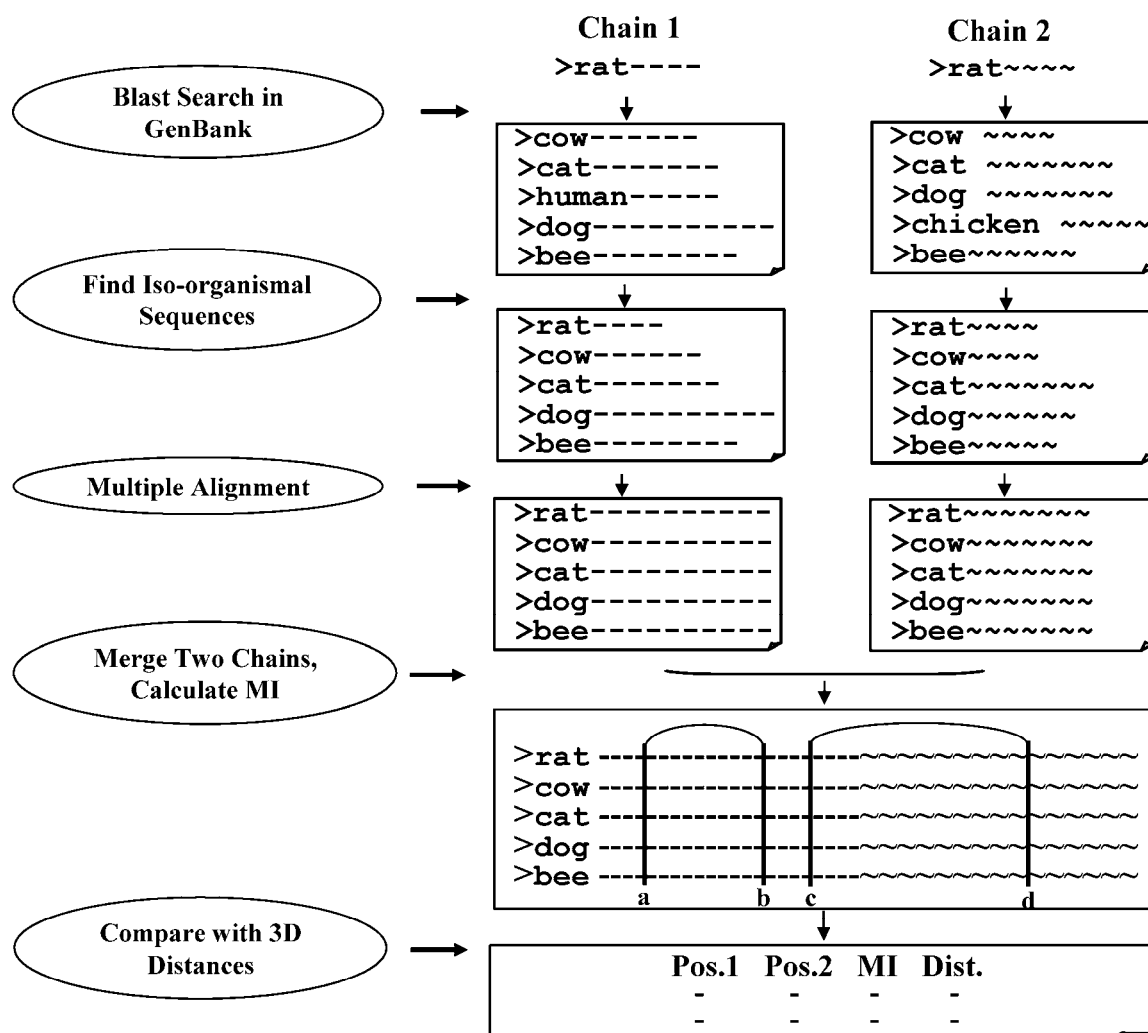 Chain 1
Chain 2
>rat----
>rat~~~~
Blast Search in
GenBank
>cow------
>cat-------
>human-----
>dog----------
>bee--------
>cow ~~~~
>cat ~~~~~~~
>dog ~~~~~~~
>chicken ~~~~~
>bee~~~~~~
Find Iso-organismal
Sequences
>rat----
>cow------
>cat-------
>dog----------
>bee--------
>rat~~~~
>cow~~~~
>cat~~~~~~~
>dog~~~~~~
>bee~~~~~
Multiple Alignment
>rat----------
>cow----------
>cat----------
>dog----------
>bee----------
>rat~~~~~~~
>cow~~~~~~~
>cat~~~~~~~
>dog~~~~~~~
>bee~~~~~~~
Merge Two Chains,
Calculate MI
>rat ----------------------~~~~~~~~~~~~~~~
>cow ----------------------~~~~~~~~~~~~~~~
>cat ----------------------~~~~~~~~~~~~~~~
>dog ----------------------~~~~~~~~~~~~~~~
>bee ----------------------~~~~~~~~~~~~~~~
a b c d
Compare with 3D
Distances
Pos.1 Pos.2 MI Dist.
- - - -
- - - -